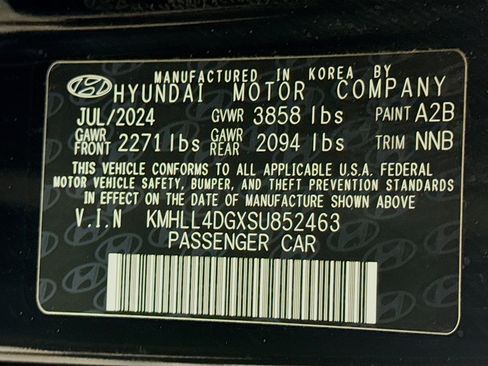 MANUFACTURED IN KOREA BY
HYUNDAI MOTOR COMPANY
JUL/2024 GVWR 3858 lbs PAINT A2B
GAWR FRONT 2271 lbs GAWR REAR 2094 lbs TRIM NNB
THIS VEHICLE CONFORMS TO ALL APPLICABLE U.S.A. FEDERAL
MOTOR VEHICLE SAFETY, BUMPER, AND THEFT PREVENTION STANDARDS
IN EFFECT ON THE DATE OF MANUFACTURE SHOWN ABOVE
V.I.N KMHLL4DGXSU852463
PASSENGER CAR